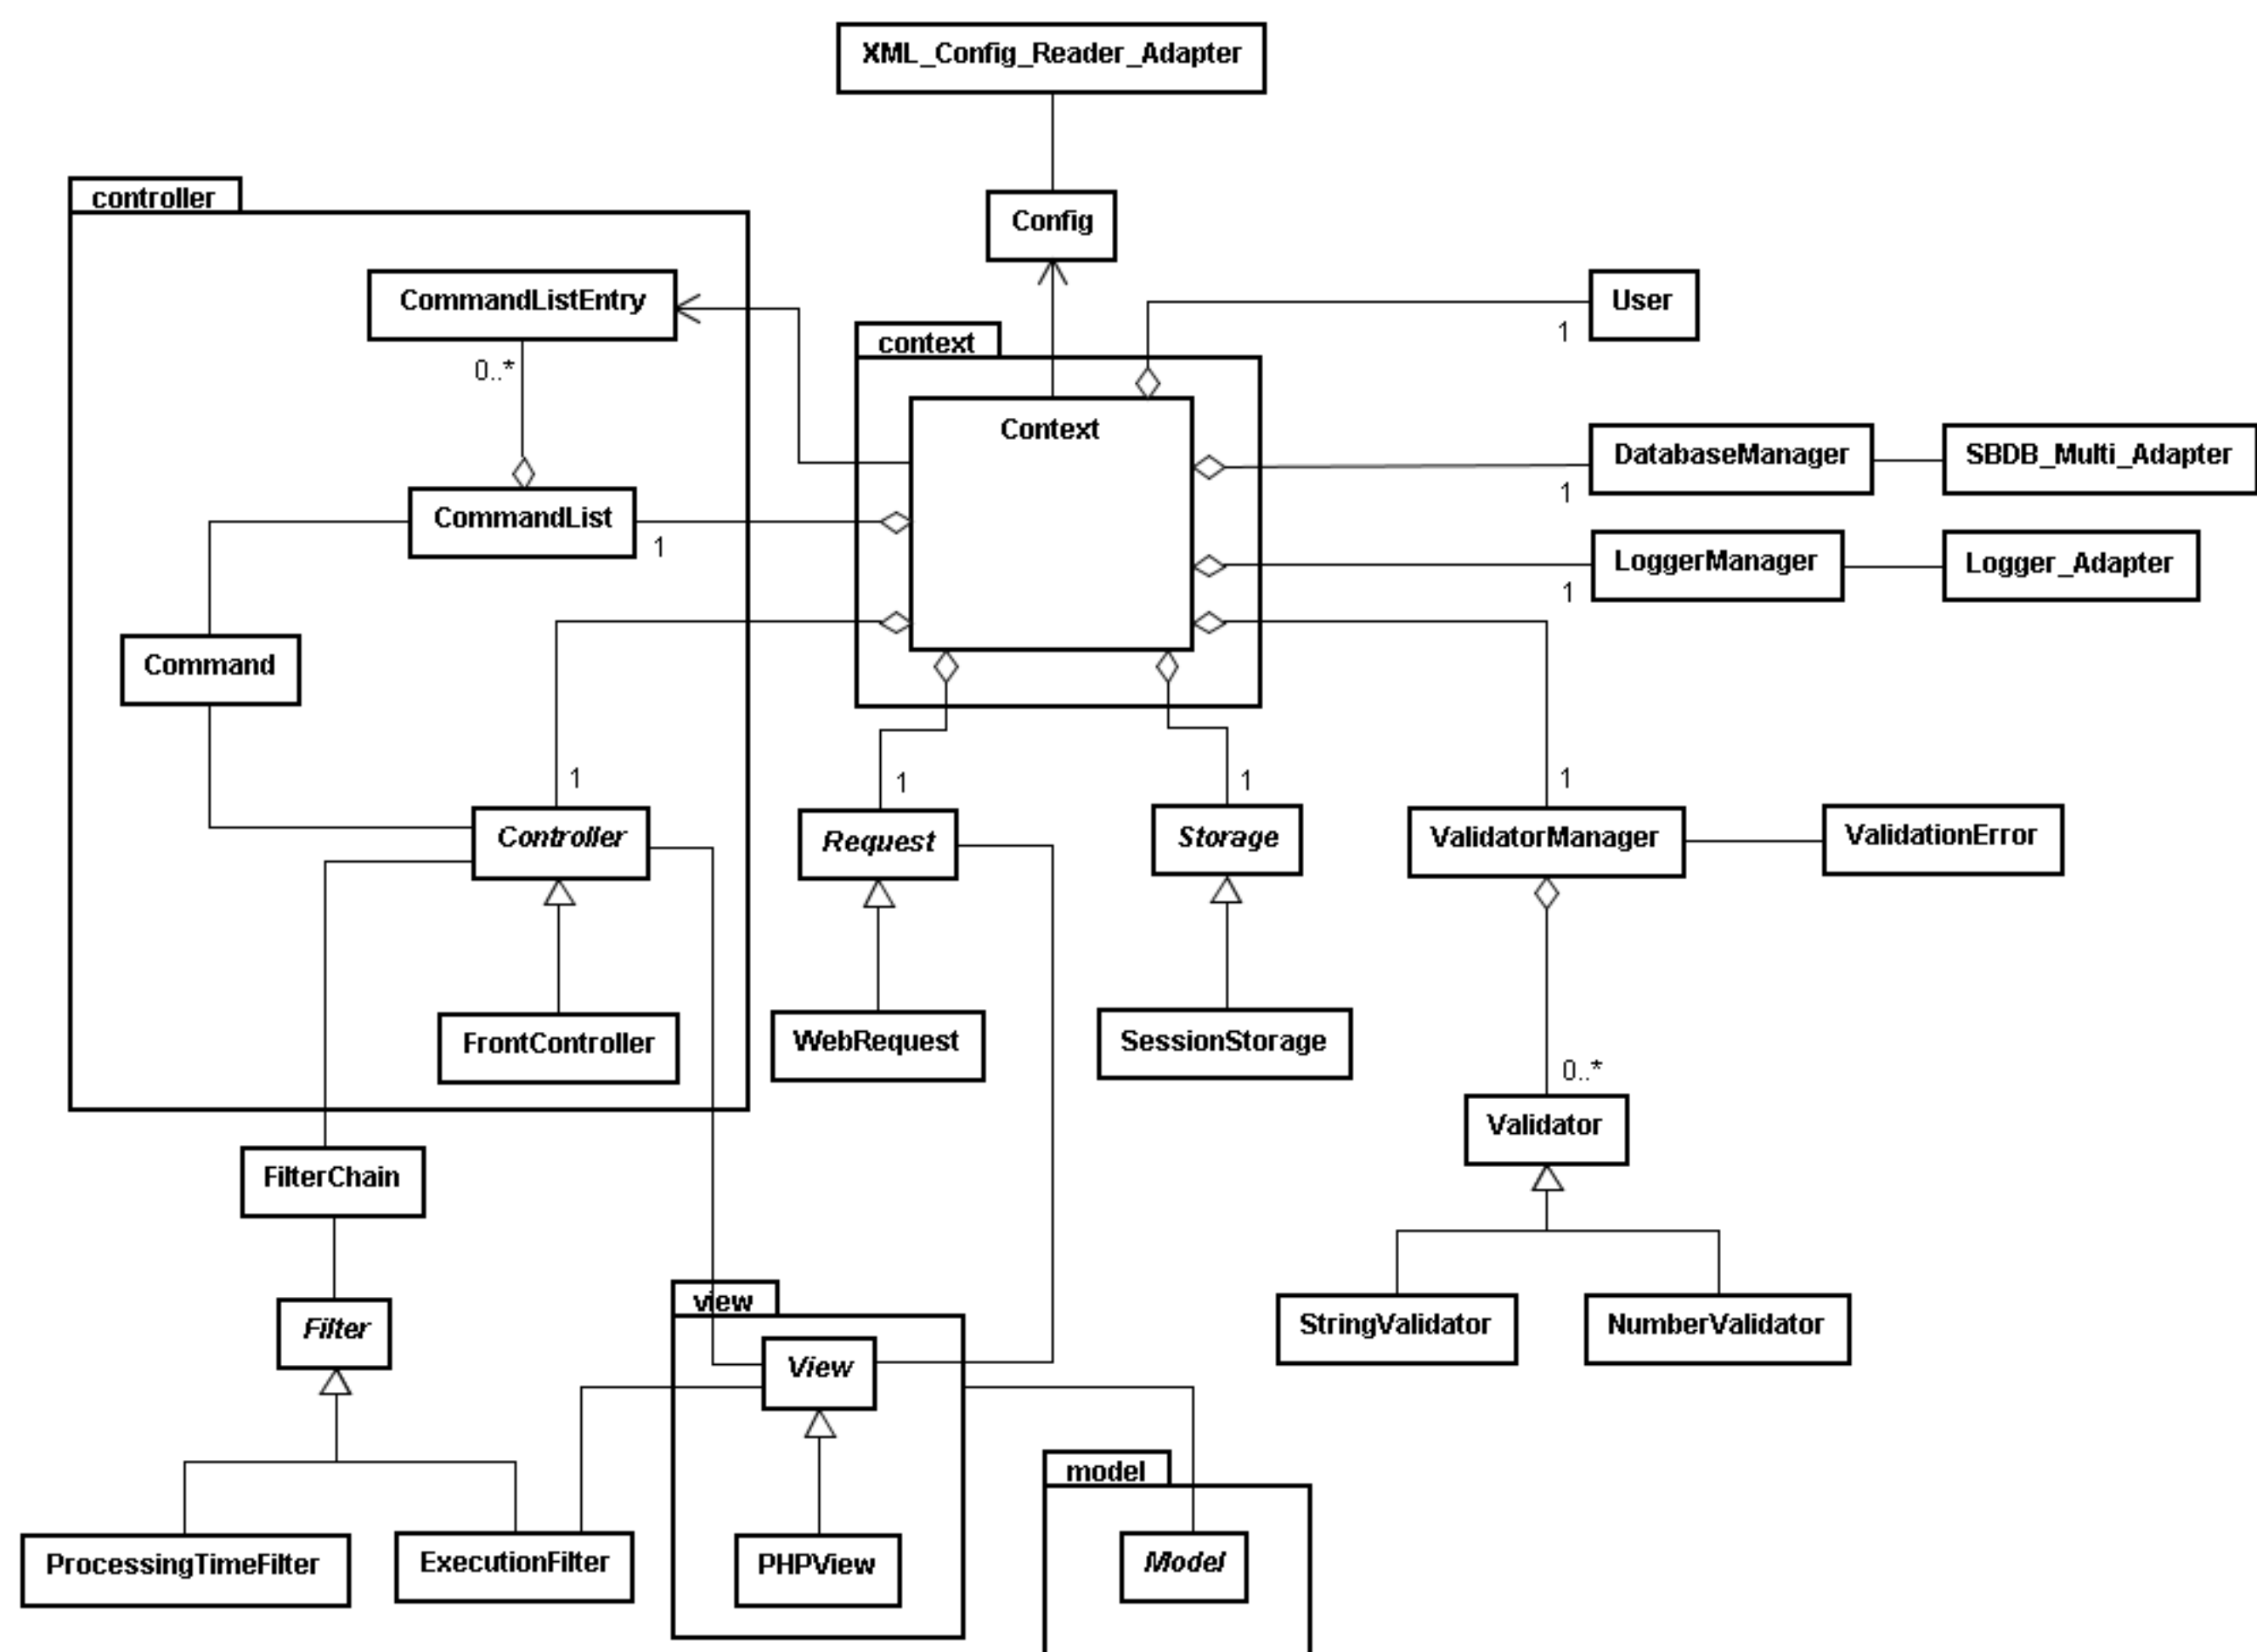 XML_Config_Reader_Adapter
controller
Config
CommandListEntry
User
1
context
0..*
Context
DatabaseManager
SBDB_Multi_Adapter
1
CommandList
1
LoggerManager
Logger_Adapter
1
Command
1
1
1
1
Controller
Request
Storage
ValidatorManager
ValidationError
FrontController
WebRequest
SessionStorage
0..*
Validator
FilterChain
view
Filter
StringValidator
NumberValidator
View
model
ProcessingTimeFilter
ExecutionFilter
PHPView
Model